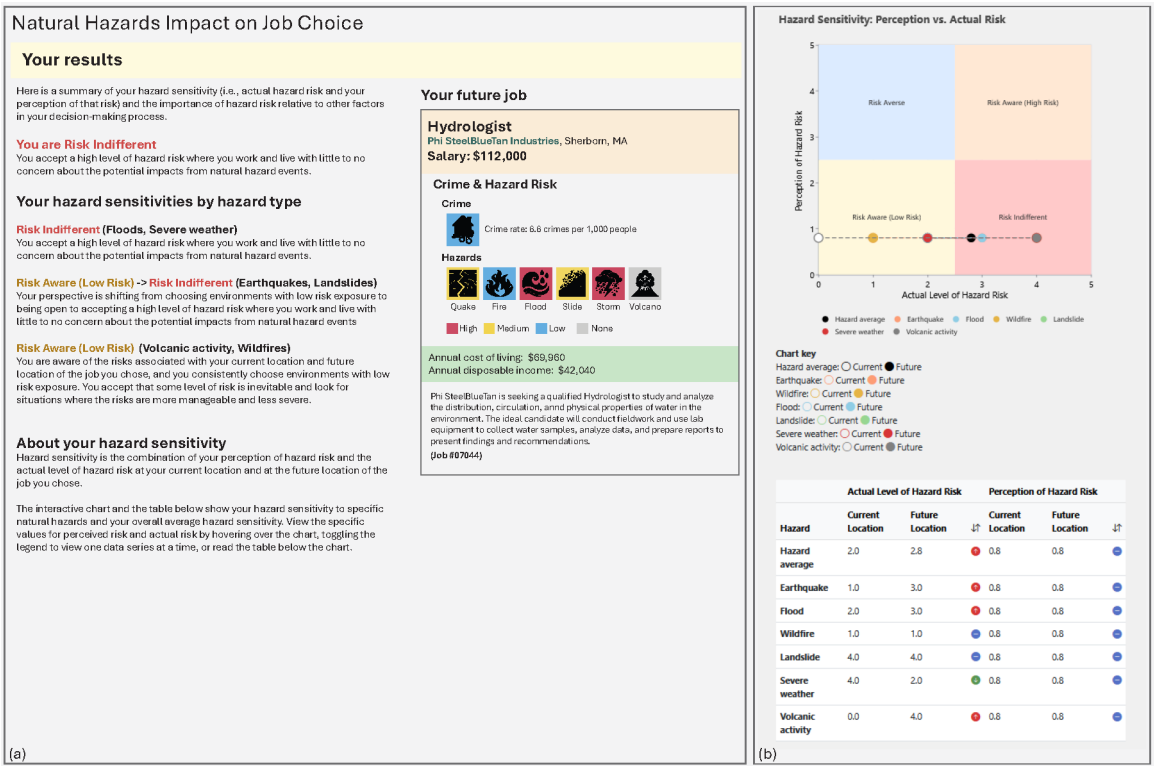 Natural Hazards Impact on Job Choice
Your results
Here is a summary of your hazard sensitivity (i.e., actual hazard risk and your
perception of that risk) and the importance of hazard risk relative to other factors
in your decision-making process.
You are Risk Indifferent
You accept a high level of hazard risk where you work and live with little to no
concern about the potential impacts from natural hazard events.
Your hazard sensitivities by hazard type
Risk Indifferent (Floods, Severe weather)
You accept a high level of hazard risk where you work and live with little to no
concern about the potential impacts from natural hazard events.
Risk Aware (Low Risk) -> Risk Indifferent (Earthquakes, Landslides)
Your perspective is shifting from choosing environments with low risk exposure to
being open to accepting a high level of hazard risk where you work and live with
little to no concern about the potential impacts from natural hazard events
Risk Aware (Low Risk) (Volcanic activity, Wildfires)
You are aware of the risks associated with your current location and future
location of the job you chose, and you consistently choose environments with low
risk exposure. You accept that some level of risk is inevitable and look for
situations where the risks are more manageable and less severe.
About your hazard sensitivity
Hazard sensitivity is the combination of your perception of hazard risk and the
actual level of hazard risk at your current location and at the future location of the
job you chose.
The interactive chart and the table below show your hazard sensitivity to specific
natural hazards and your overall average hazard sensitivity. View the specific
values for perceived risk and actual risk by hovering over the chart, toggling the
legend to view one data series at a time, or read the table below the chart.
(a)
Your future job
Hydrologist
Phi SteelBlueTan Industries, Sherborn, MA
Salary: $112,000
Crime & Hazard Risk
Crime
Crime rate: 6.6 crimes per 1,000 people
Hazards
Quake Fire Flood Slide Storm Volcano
High Medium Low None
Annual cost of living: $69,960
Annual disposable income: $42,040
Phi SteelBlueTan is seeking a qualified Hydrologist to study and analyze
the distribution, circulation, annd physical properties of water in the
environment. The ideal candidate will conduct fieldwork and use lab
equipment to collect water samples, analyze data, and prepare reports to
present findings and recommendations.
(Job #07044)
Hazard Sensitivity: Perception vs. Actual Risk
Perception of Hazard Risk
5
4
3
2
1
0
Risk Averse
Risk Aware (High Risk)
Risk Aware (Low Risk)
Risk Indifferent
0 1 2 3 4 5
Actual Level of Hazard Risk
Hazard average Earthquake Flood Wildfire Landslide
Severe weather Volcanic activity
Chart key
Hazard average: Current Future
Earthquake: Current Future
Wildfire: Current Future
Flood: Current Future
Landslide: Current Future
Severe weather: Current Future
Volcanic activity: Current Future
Actual Level of Hazard Risk Perception of Hazard Risk
Hazard Current Location Future Location ↓↑ Current Location Future Location ↓↑
Hazard average 2.0 2.8 ↑ 0.8 0.8 −
Earthquake 1.0 3.0 ↑ 0.8 0.8 −
Flood 2.0 3.0 ↑ 0.8 0.8 −
Wildfire 1.0 1.0 − 0.8 0.8 −
Landslide 4.0 4.0 − 0.8 0.8 −
Severe weather 4.0 2.0 ↓ 0.8 0.8 −
Volcanic activity 0.0 4.0 ↑ 0.8 0.8 −
(b)